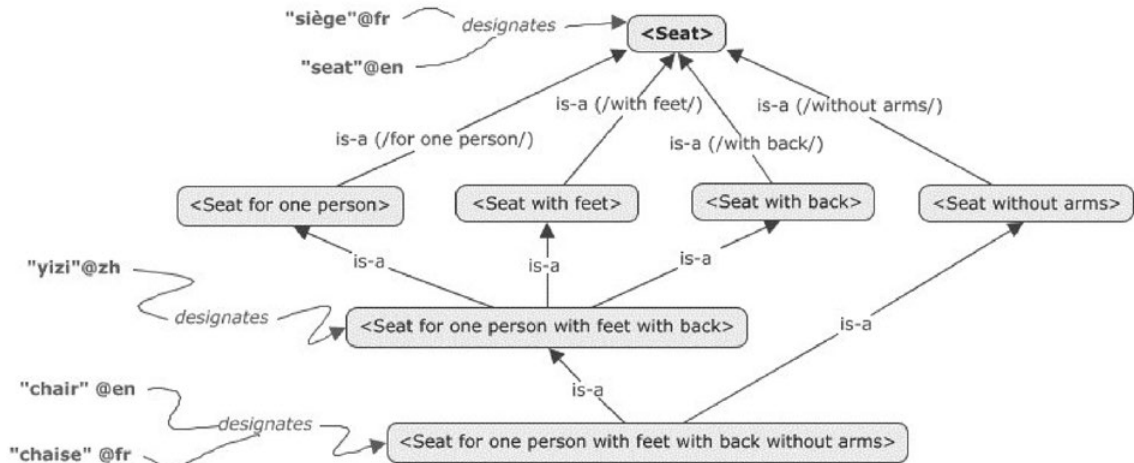 "siège"@fr
designates
<Seat>
"seat"@en
is-a (/with feet/)
is-a (/without arms/)
is-a (/for one person/)
is-a (/with back/)
<Seat for one person>
<Seat with feet>
<Seat with back>
<Seat without arms>
is-a
is-a
is-a
"yizi"@zh
designates
<Seat for one person with feet with back>
is-a
is-a
"chair" @en
designates
<Seat for one person with feet with back without arms>
"chaise" @fr